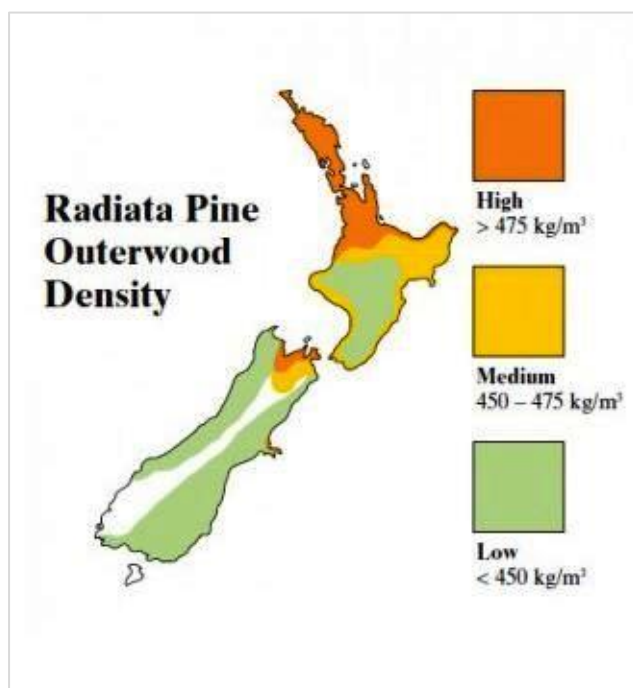 Radiata Pine
Outerwood
Density
High
> 475 kg/m³
Medium
450 – 475 kg/m³
Low
< 450 kg/m³